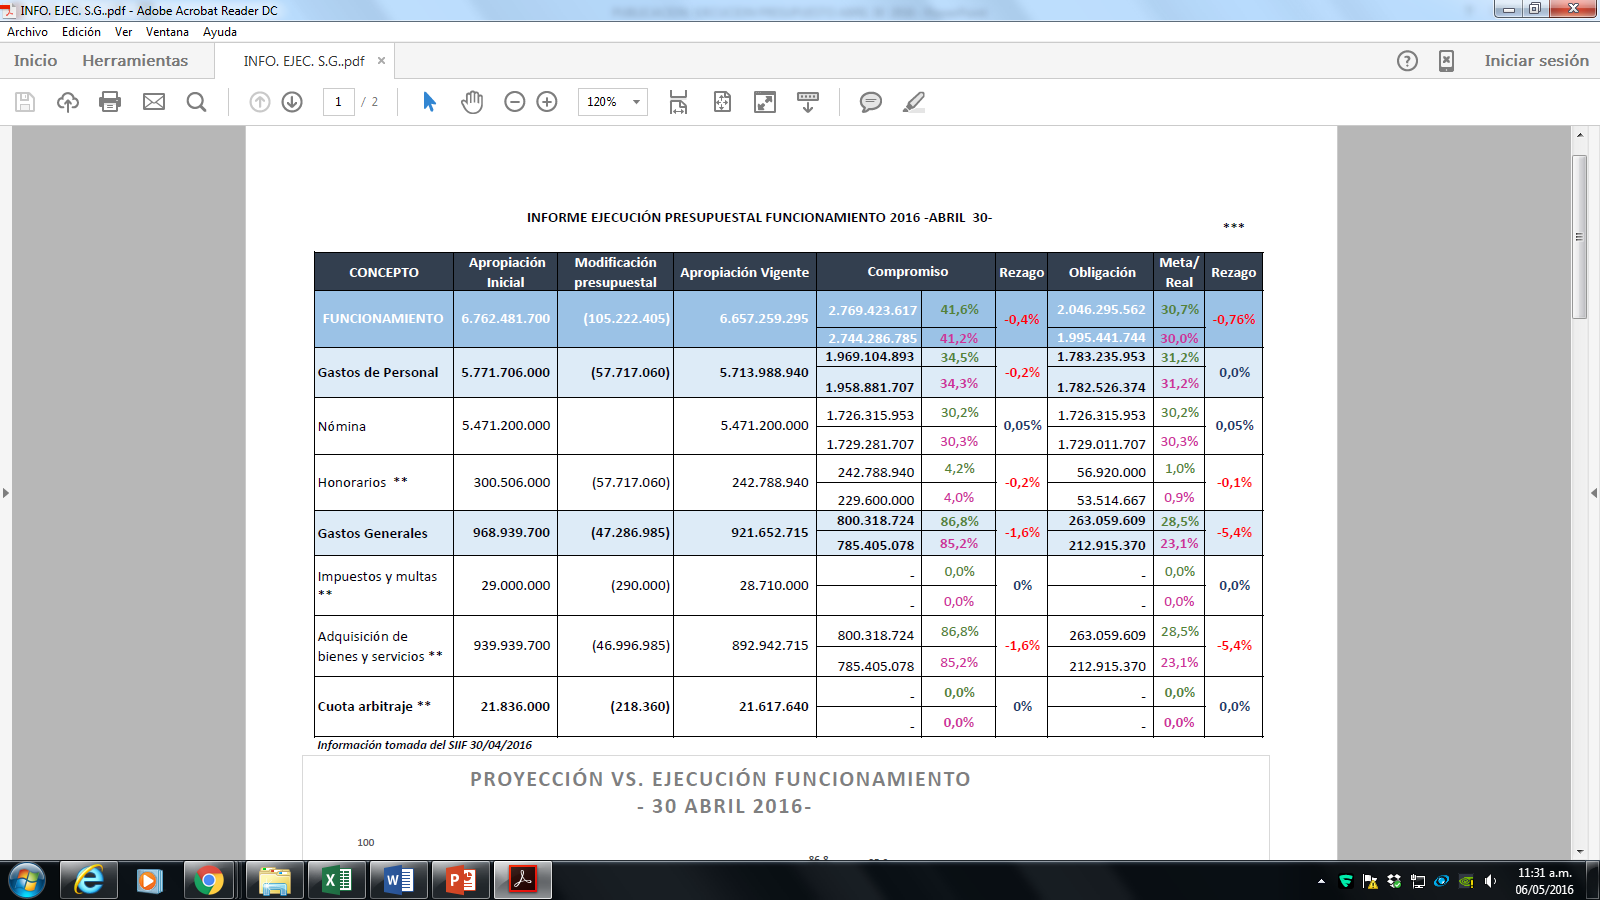 INFO. EJEC. S.G..pdf - Adobe Acrobat Reader DC
Archivo Edición Ver Ventana Ayuda
Inicio Herramientas INFO. EJEC. S.G..pdf × Iniciar sesión
1 / 2 120%
INFORME EJECUCIÓN PRESUPUESTAL FUNCIONAMIENTO 2016 -ABRIL 30-
***
CONCEPTO Apropiación Inicial Modificación presupuestal Apropiación Vigente Compromiso Rezago Obligación Meta/ Real Rezago
FUNCIONAMIENTO 6.762.481.700 (105.222.405) 6.657.259.295 2.769.423.617 41,6% -0,4% 2.046.295.562 30,7% -0,76%
2.744.286.785 41,2% 1.995.441.744 30,0%
Gastos de Personal 5.771.706.000 (57.717.060) 5.713.988.940 1.969.104.893 34,5% -0,2% 1.783.235.953 31,2% 0,0%
1.958.881.707 34,3% 1.782.526.374 31,2%
Nómina 5.471.200.000 5.471.200.000 1.726.315.953 30,2% 0,05% 1.726.315.953 30,2% 0,05%
1.729.281.707 30,3% 1.729.011.707 30,3%
Honorarios ** 300.506.000 (57.717.060) 242.788.940 242.788.940 4,2% -0,2% 56.920.000 1,0% -0,1%
229.600.000 4,0% 53.514.667 0,9%
Gastos Generales 968.939.700 (47.286.985) 921.652.715 800.318.724 86,8% -1,6% 263.059.609 28,5% -5,4%
785.405.078 85,2% 212.915.370 23,1%
Impuestos y multas ** 29.000.000 (290.000) 28.710.000 - 0,0% 0% - 0,0% 0,0%
- 0,0% - 0,0%
Adquisición de bienes y servicios ** 939.939.700 (46.996.985) 892.942.715 800.318.724 86,8% -1,6% 263.059.609 28,5% -5,4%
785.405.078 85,2% 212.915.370 23,1%
Cuota arbitraje ** 21.836.000 (218.360) 21.617.640 - 0,0% 0% - 0,0% 0,0%
- 0,0% - 0,0%
Información tomada del SIIF 30/04/2016
PROYECCIÓN VS. EJECUCIÓN FUNCIONAMIENTO
- 30 ABRIL 2016-
100
11:31 a.m.
06/05/2016